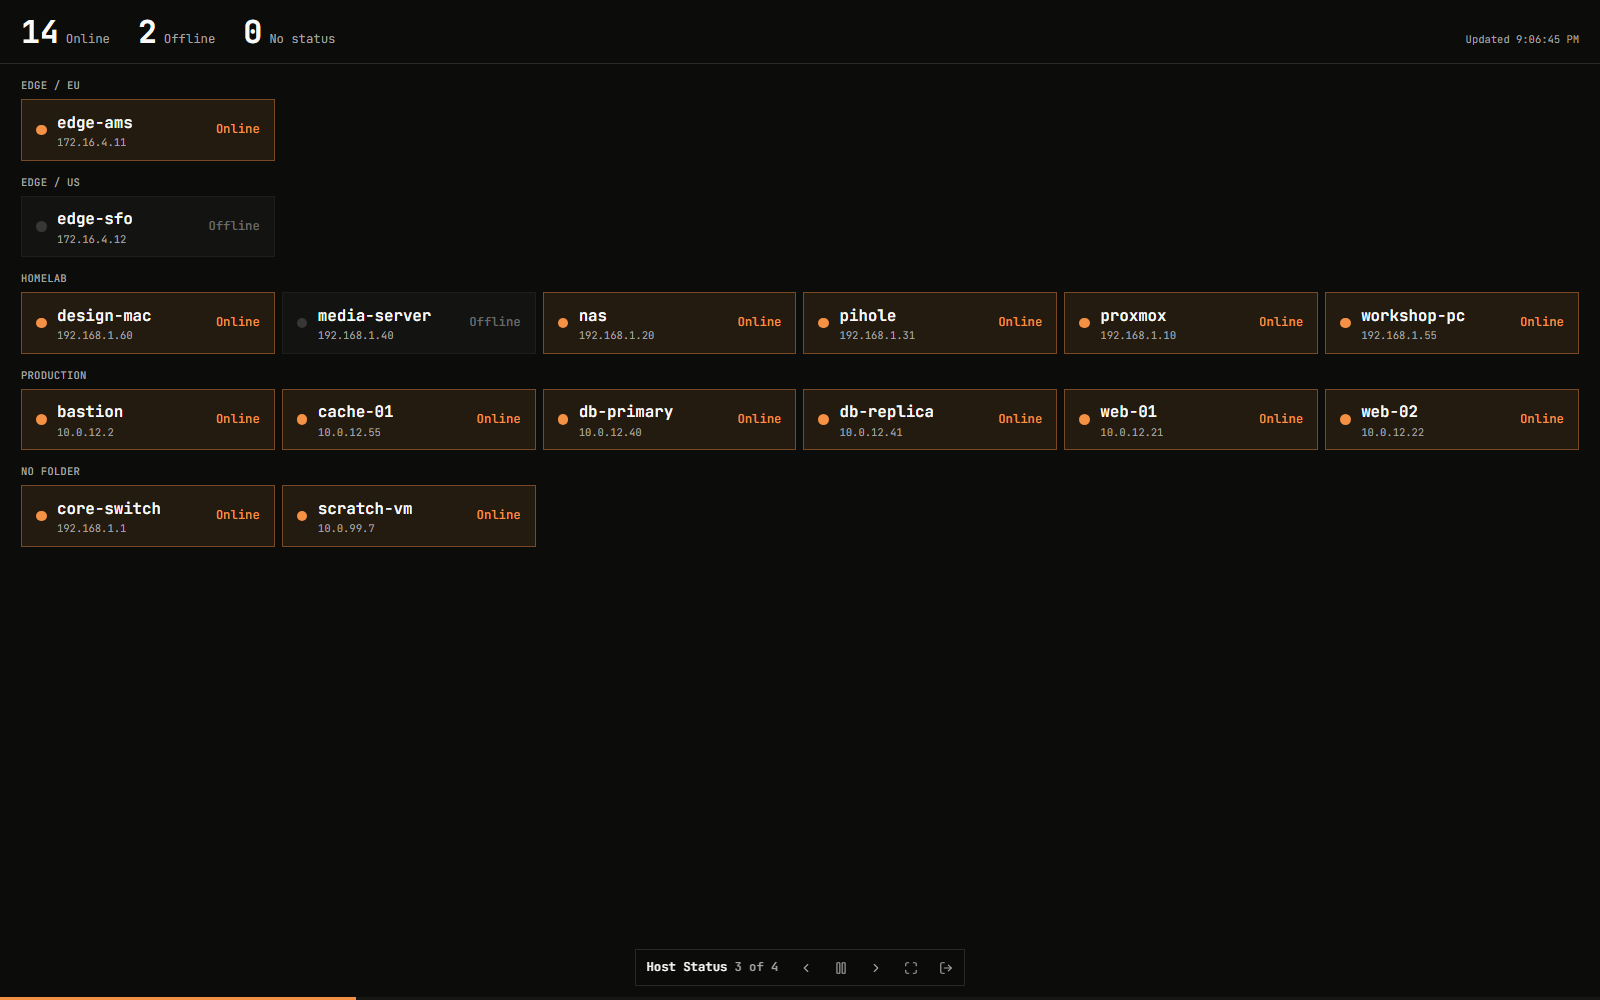 14 Online 2 Offline 0 No status
Updated 9:06:45 PM
EDGE / EU
edge-ams
172.16.4.11
Online
EDGE / US
edge-sfo
172.16.4.12
Offline
HOMELAB
design-mac
192.168.1.60
Online
media-server
192.168.1.40
Offline
nas
192.168.1.20
Online
pihole
192.168.1.31
Online
proxmox
192.168.1.10
Online
workshop-pc
192.168.1.55
Online
PRODUCTION
bastion
10.0.12.2
Online
cache-01
10.0.12.55
Online
db-primary
10.0.12.40
Online
db-replica
10.0.12.41
Online
web-01
10.0.12.21
Online
web-02
10.0.12.22
Online
NO FOLDER
core-switch
192.168.1.1
Online
scratch-vm
10.0.99.7
Online
Host Status 3 of 4